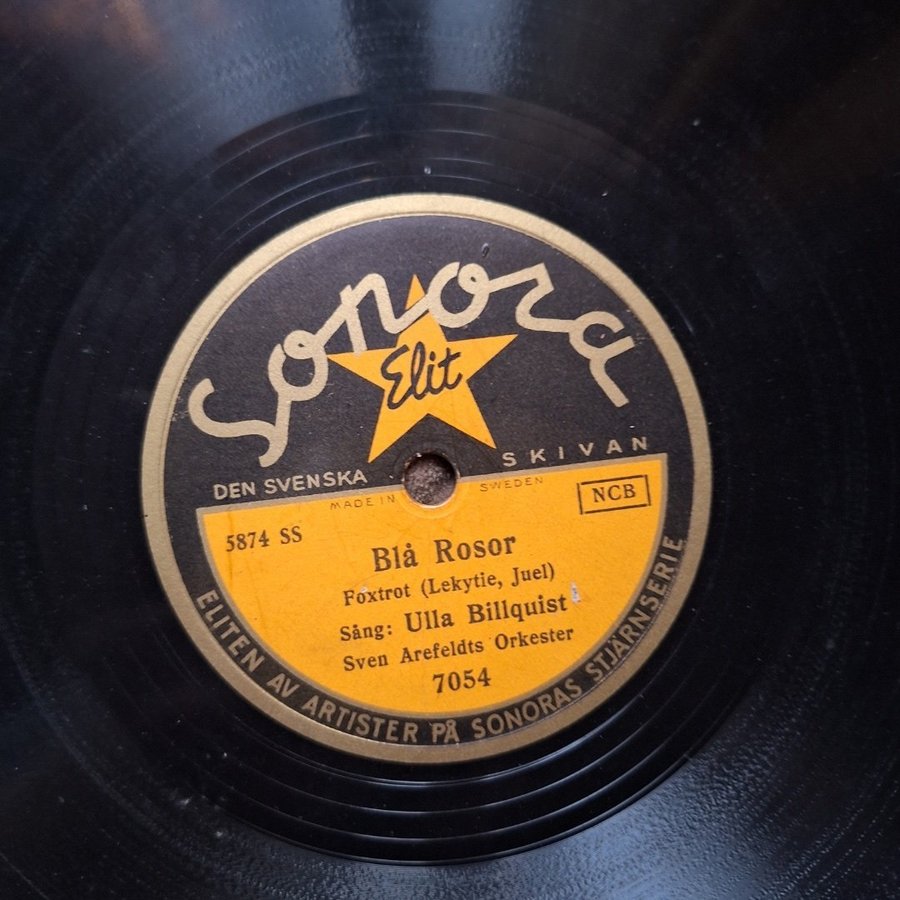 Sonora
Elit
DEN SVENSKA SKIVAN
MADE IN SWEDEN
NCB
5874 SS
Blå Rosor
Foxtrot (Lekytie, Juel)
Sång: Ulla Billquist
Sven Arefeldts Orkester
7054
ELITEN AV ARTISTER PÅ SONORAS STJÄRNSERIE